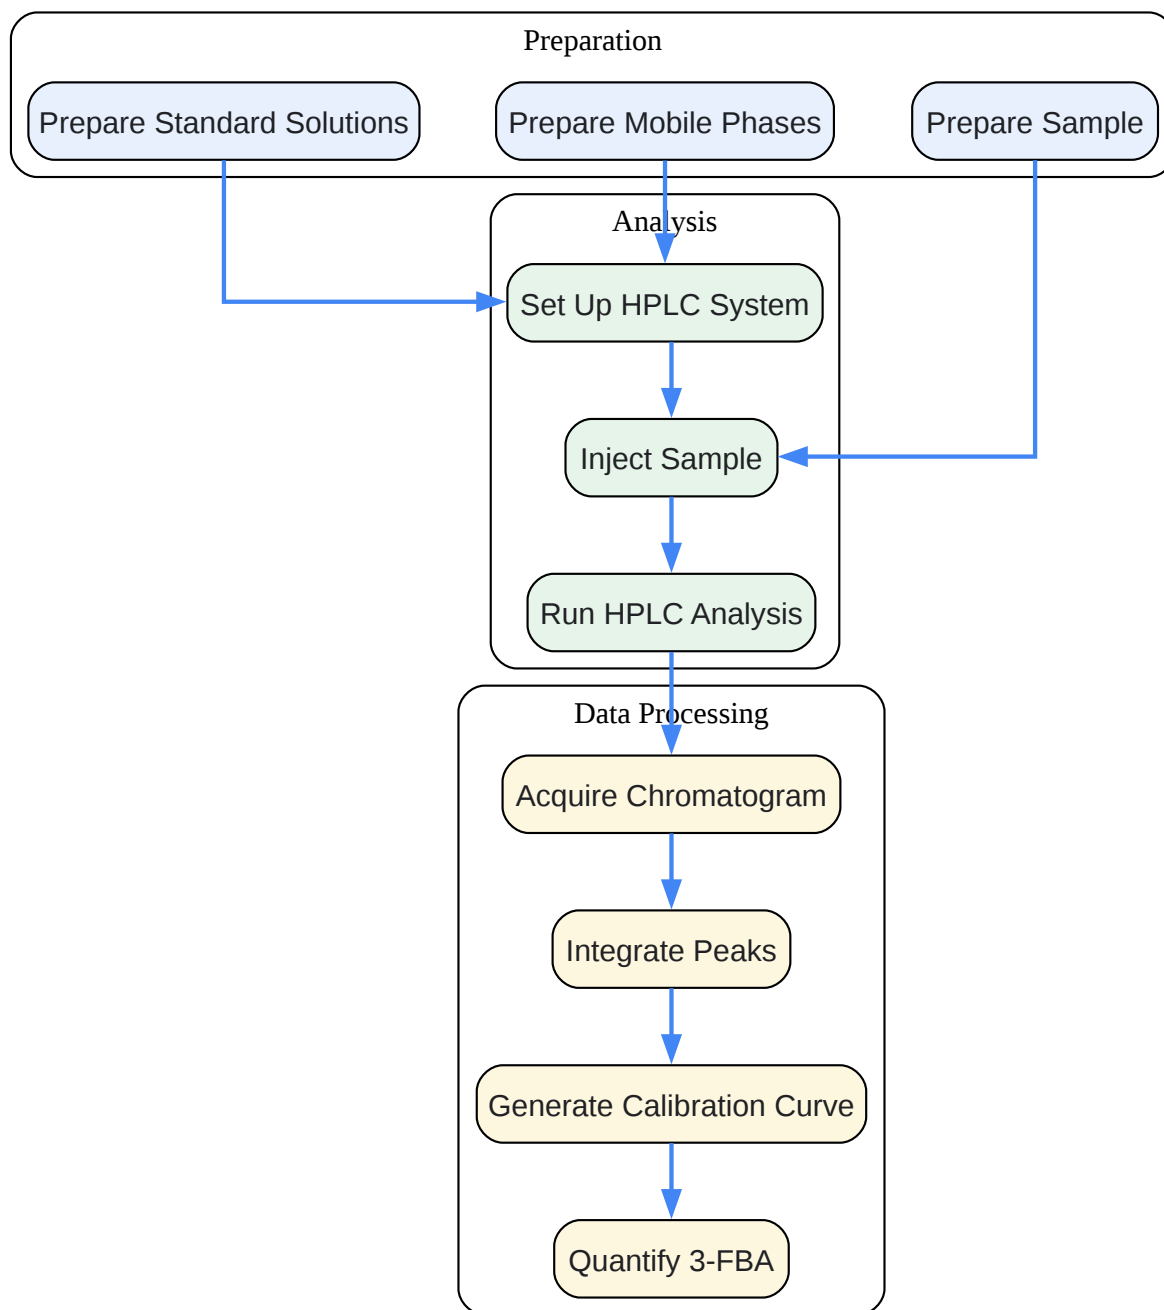 Preparation
Prepare Standard Solutions
Prepare Mobile Phases
Prepare Sample
Analysis
Set Up HPLC System
Inject Sample
Run HPLC Analysis
Data Processing
Acquire Chromatogram
Integrate Peaks
Generate Calibration Curve
Quantify 3-FBA